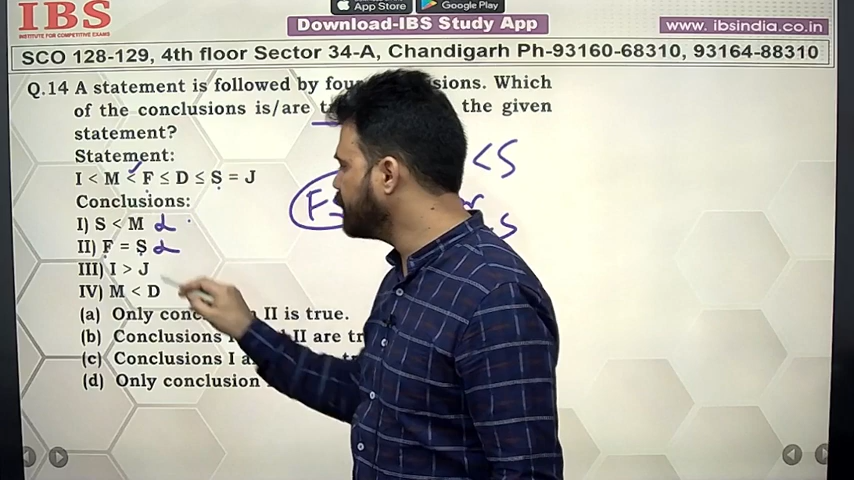 IBS
INSTITUTE FOR COMPETITIVE EXAMS
App Store
Google Play
Download-IBS Study App
www. ibsindia.co.in
SCO 128-129, 4th floor Sector 34-A, Chandigarh Ph-93160-68310, 93164-88310
Q.14 A statement is followed by four Which
of the conclusions is/are the given
statement?
Statement:
I < M < F ≤ D ≤ S = J
< S
Conclusions:
F
I) S < M
S
II) F = S
III) I > J
IV) M < D
(a) Only II is true.
(b) Conclusions II are
(c) Conclusions I
(d) Only conclusion